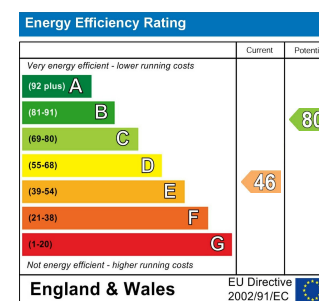 Energy Efficiency Rating
Current
Very energy efficient - lower running costs
(92 plus) A
(81-91) B
80
(69-80) C
(55-68) D
(39-54) E
46
(21-38) F
(1-20) G
Not energy efficient - higher running costs
England & Wales
EU Directive
2002/91/EC